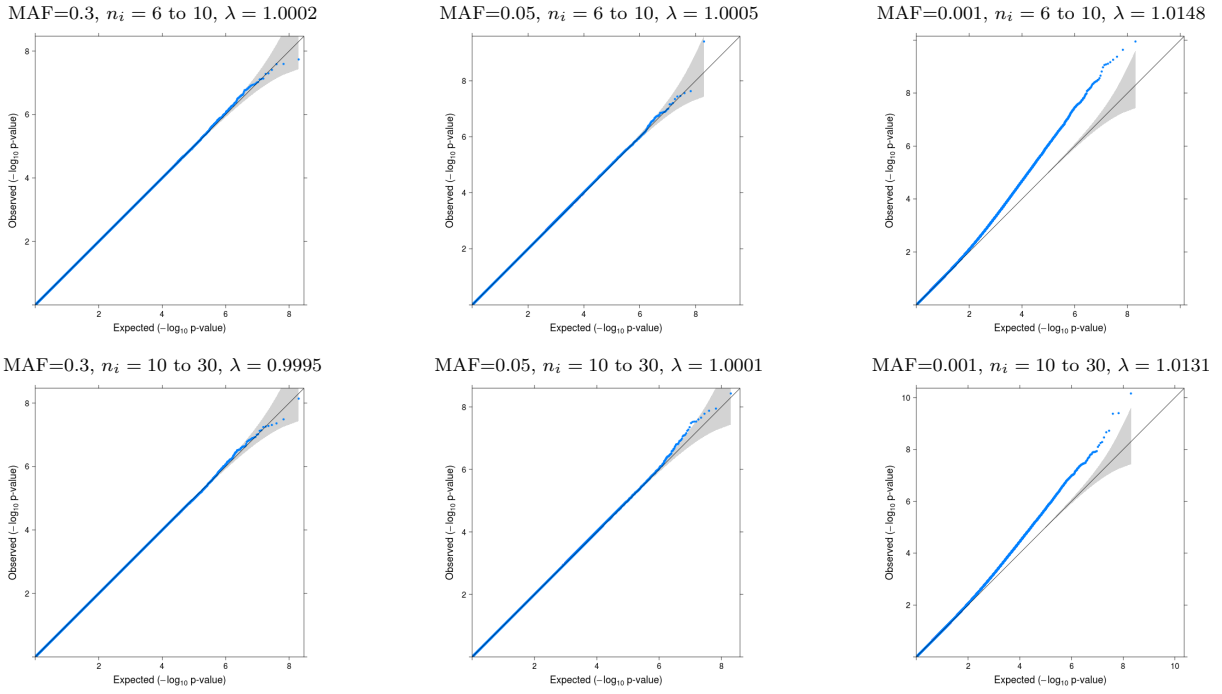 MAF=0.3, nᵢ = 6 to 10, λ = 1.0002
MAF=0.05, nᵢ = 6 to 10, λ = 1.0005
MAF=0.001, nᵢ = 6 to 10, λ = 1.0148
Observed (−log₁₀ p-value)
8
6
4
2
2 4 6 8
Expected (−log₁₀ p-value)
Observed (−log₁₀ p-value)
8
6
4
2
2 4 6 8
Expected (−log₁₀ p-value)
Observed (−log₁₀ p-value)
8
6
4
2
2 4 6 8 10
Expected (−log₁₀ p-value)
MAF=0.3, nᵢ = 10 to 30, λ = 0.9995
MAF=0.05, nᵢ = 10 to 30, λ = 1.0001
MAF=0.001, nᵢ = 10 to 30, λ = 1.0131
Observed (−log₁₀ p-value)
8
6
4
2
2 4 6 8
Expected (−log₁₀ p-value)
Observed (−log₁₀ p-value)
8
6
4
2
2 4 6 8
Expected (−log₁₀ p-value)
Observed (−log₁₀ p-value)
10
8
6
4
2
2 4 6 8 10
Expected (−log₁₀ p-value)